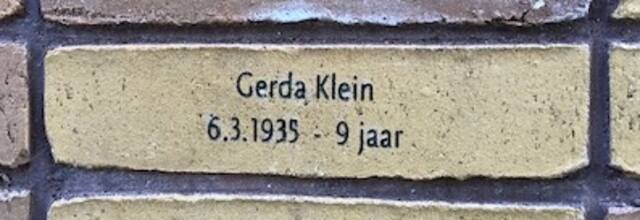 Gerda Klein
6.3.1935 - 9 jaar